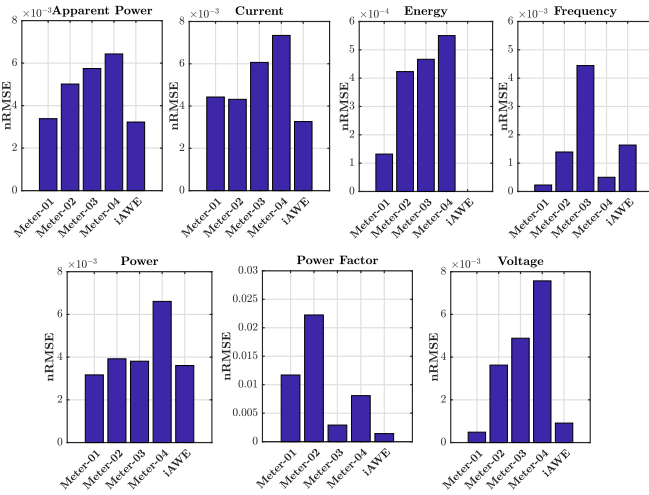 ×10⁻³ Apparent Power
nRMSE
8
6
4
2
0
Meter-01
Meter-02
Meter-03
Meter-04
iAWE
×10⁻³ Current
nRMSE
8
6
4
2
0
Meter-01
Meter-02
Meter-03
Meter-04
iAWE
×10⁻⁴ Energy
nRMSE
6
5
4
3
2
1
0
Meter-01
Meter-02
Meter-03
Meter-04
iAWE
×10⁻³ Frequency
nRMSE
6
5
4
3
2
1
0
Meter-01
Meter-02
Meter-03
Meter-04
iAWE
×10⁻³ Power
nRMSE
8
6
4
2
0
Meter-01
Meter-02
Meter-03
Meter-04
iAWE
Power Factor
nRMSE
0.03
0.025
0.02
0.015
0.01
0.005
0
Meter-01
Meter-02
Meter-03
Meter-04
iAWE
×10⁻³ Voltage
nRMSE
8
6
4
2
0
Meter-01
Meter-02
Meter-03
Meter-04
iAWE